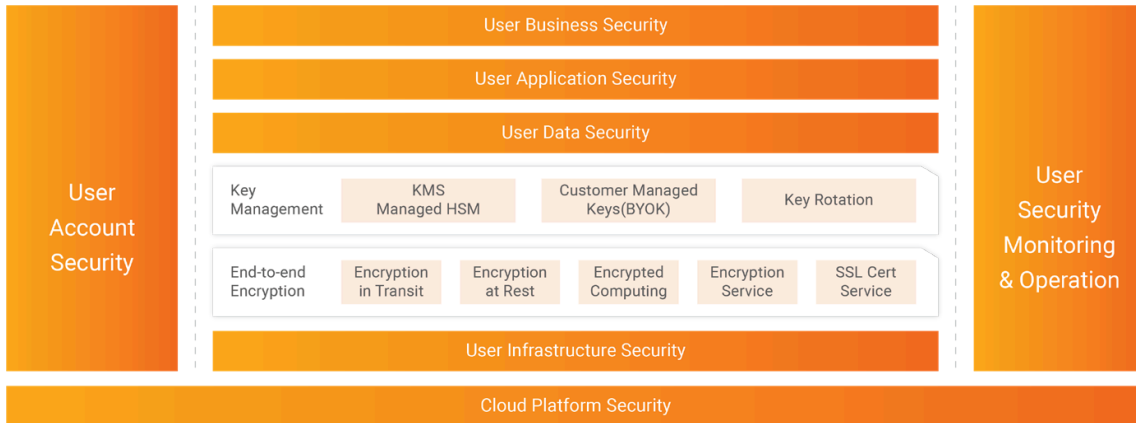 User
Account
Security
User Business Security
User Application Security
User Data Security
Key
Management
KMS
Managed HSM
Customer Managed
Keys(BYOK)
Key Rotation
End-to-end
Encryption
Encryption
in Transit
Encryption
at Rest
Encrypted
Computing
Encryption
Service
SSL Cert
Service
User Infrastructure Security
User
Security
Monitoring
& Operation
Cloud Platform Security